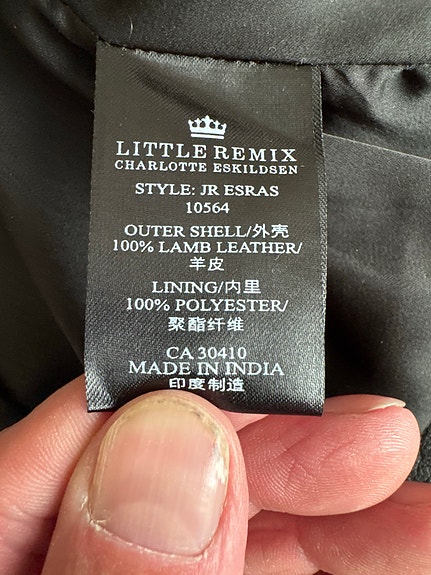 LITTLE REMIX
CHARLOTTE ESKILDSEN
STYLE: JR ESRAS
10564
OUTER SHELL/外壳
100% LAMB LEATHER/
羊皮
LINING/内里
100% POLYESTER/
聚酯纤维
CA 30410
MADE IN INDIA
印度制造